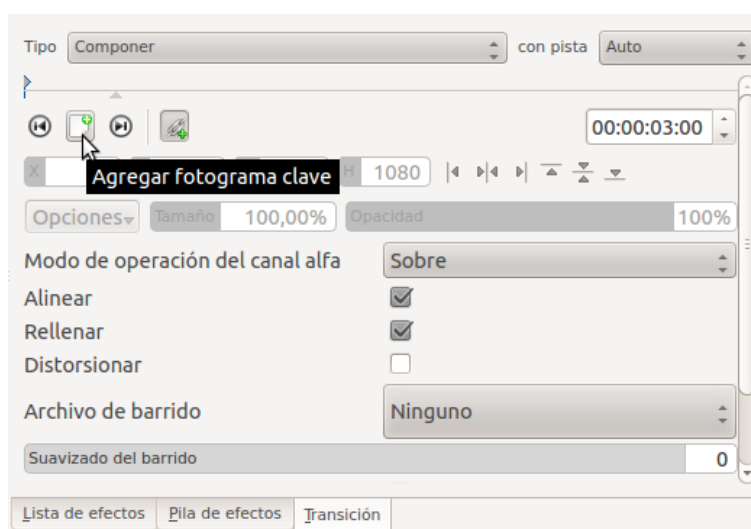 Tipo Componer con pista Auto
00:00:03:00
X H 1080
Agregar fotograma clave
Opciones Tamaño 100,00% Opacidad 100%
Modo de operación del canal alfa Sobre
Alinear
Rellenar
Distorsionar
Archivo de barrido Ninguno
Suavizado del barrido 0
Lista de efectos Pila de efectos Transición